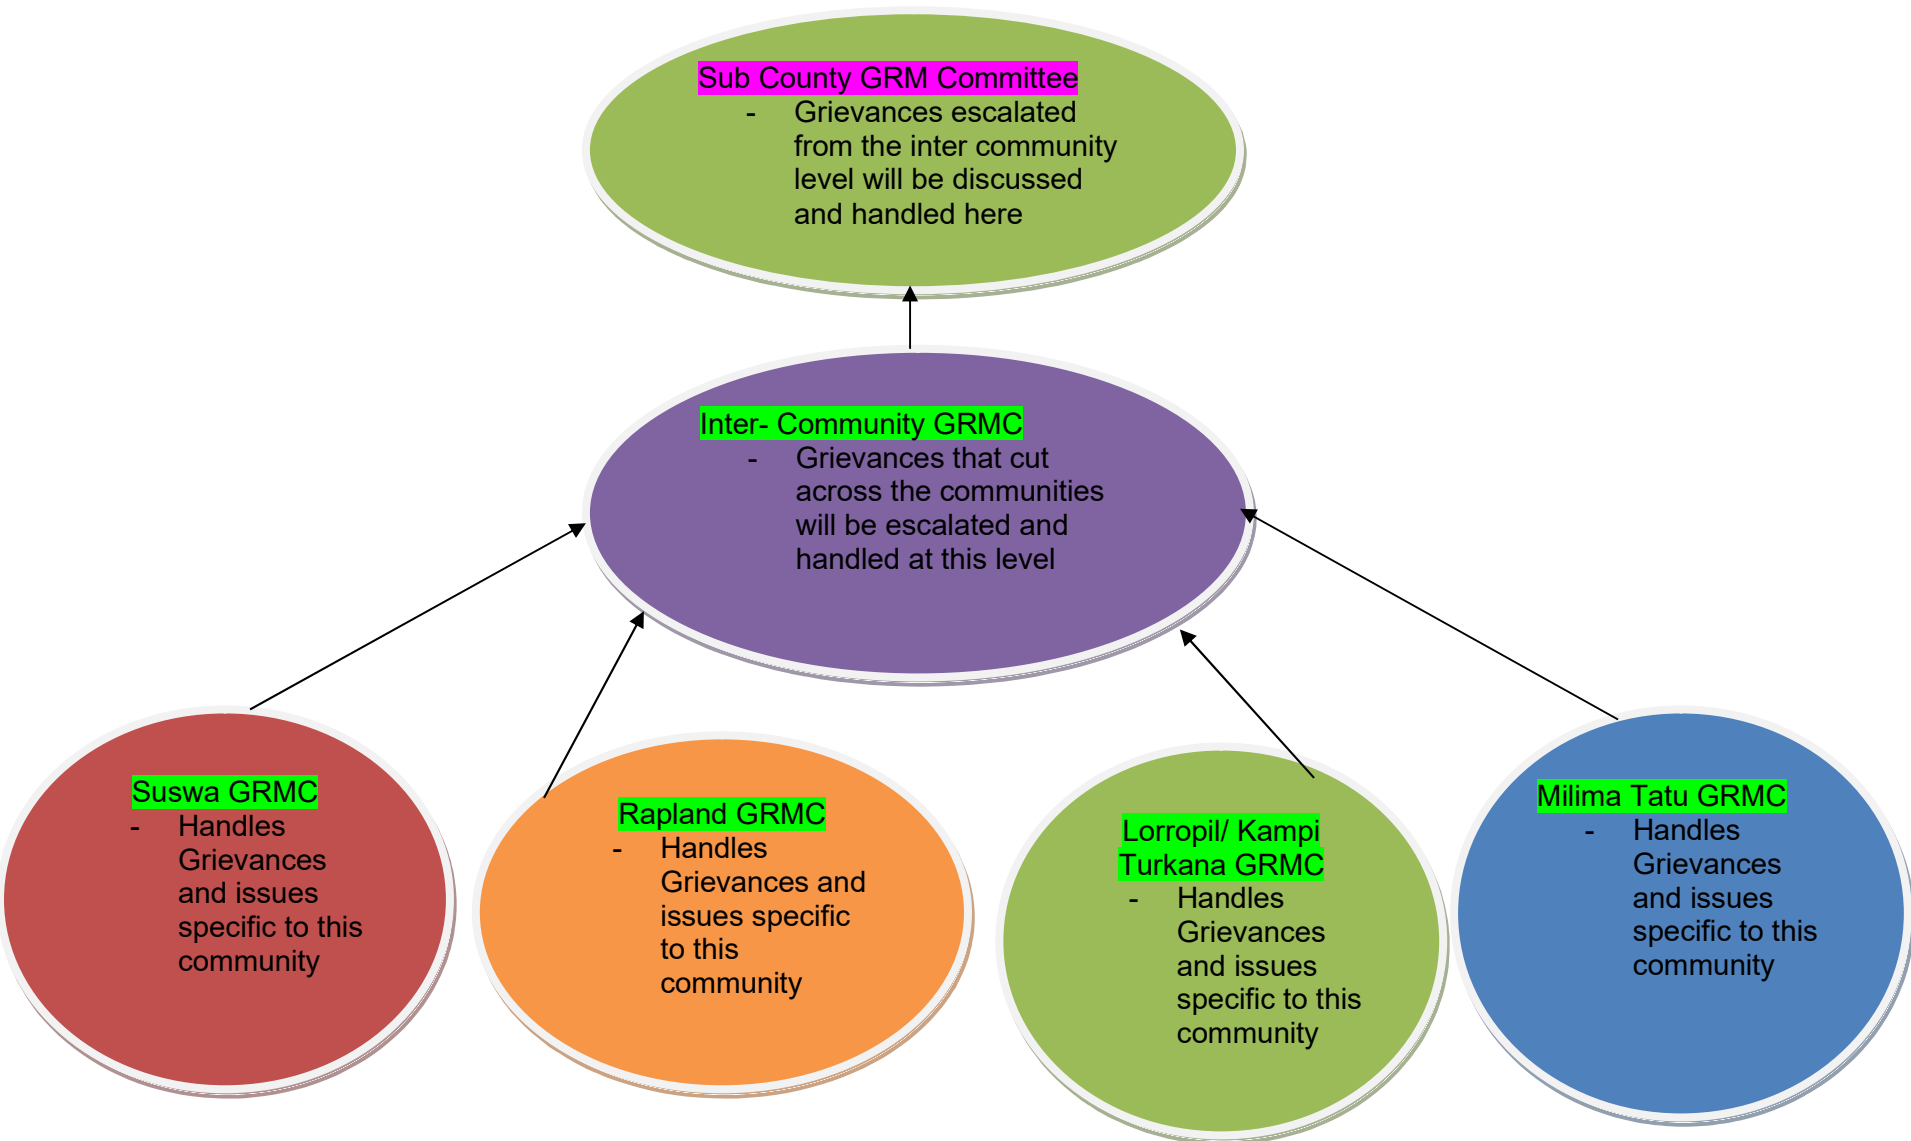 Sub County GRM Committee
- Grievances escalated
from the inter community
level will be discussed
and handled here
Inter- Community GRMC
- Grievances that cut
across the communities
will be escalated and
handled at this level
Suswa GRMC
- Handles
Grievances
and issues
specific to this
community
Rapland GRMC
- Handles
Grievances and
issues specific
to this
community
Lorropil/ Kampi
Turkana GRMC
- Handles
Grievances
and issues
specific to this
community
Milima Tatu GRMC
- Handles
Grievances
and issues
specific to this
community